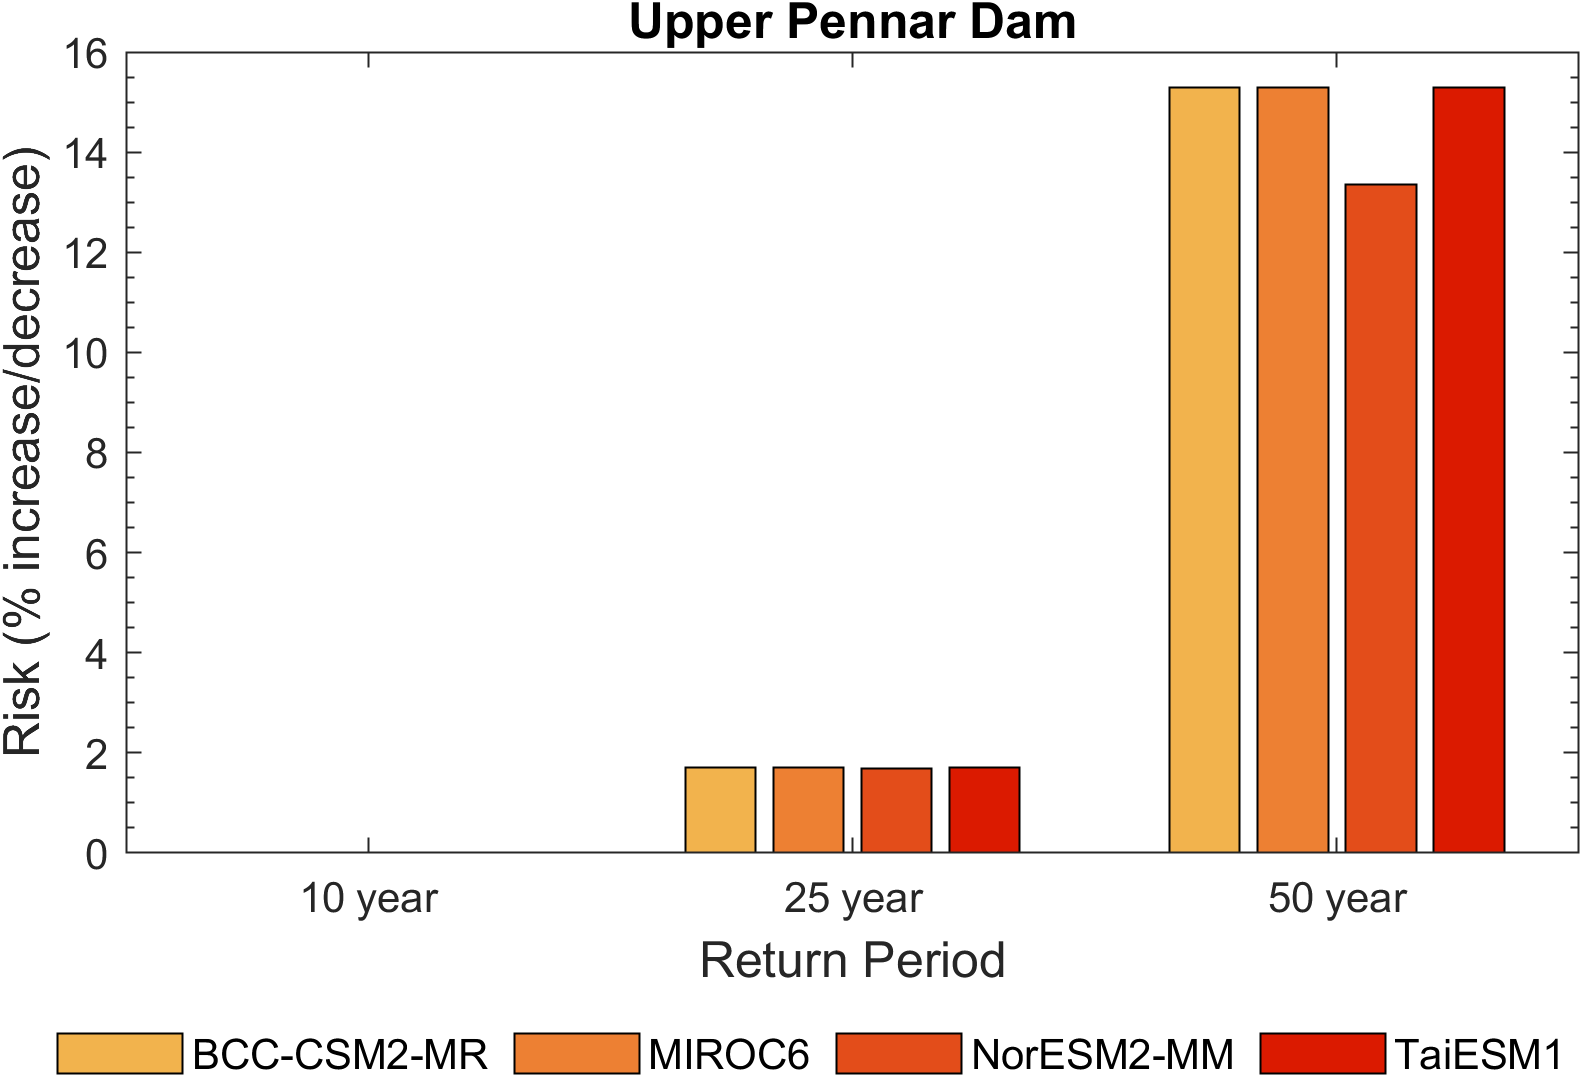 Upper Pennar Dam
Risk (% increase/decrease)
16
14
12
10
8
6
4
2
0
10 year 25 year 50 year
Return Period
BCC-CSM2-MR MIROC6 NorESM2-MM TaiESM1